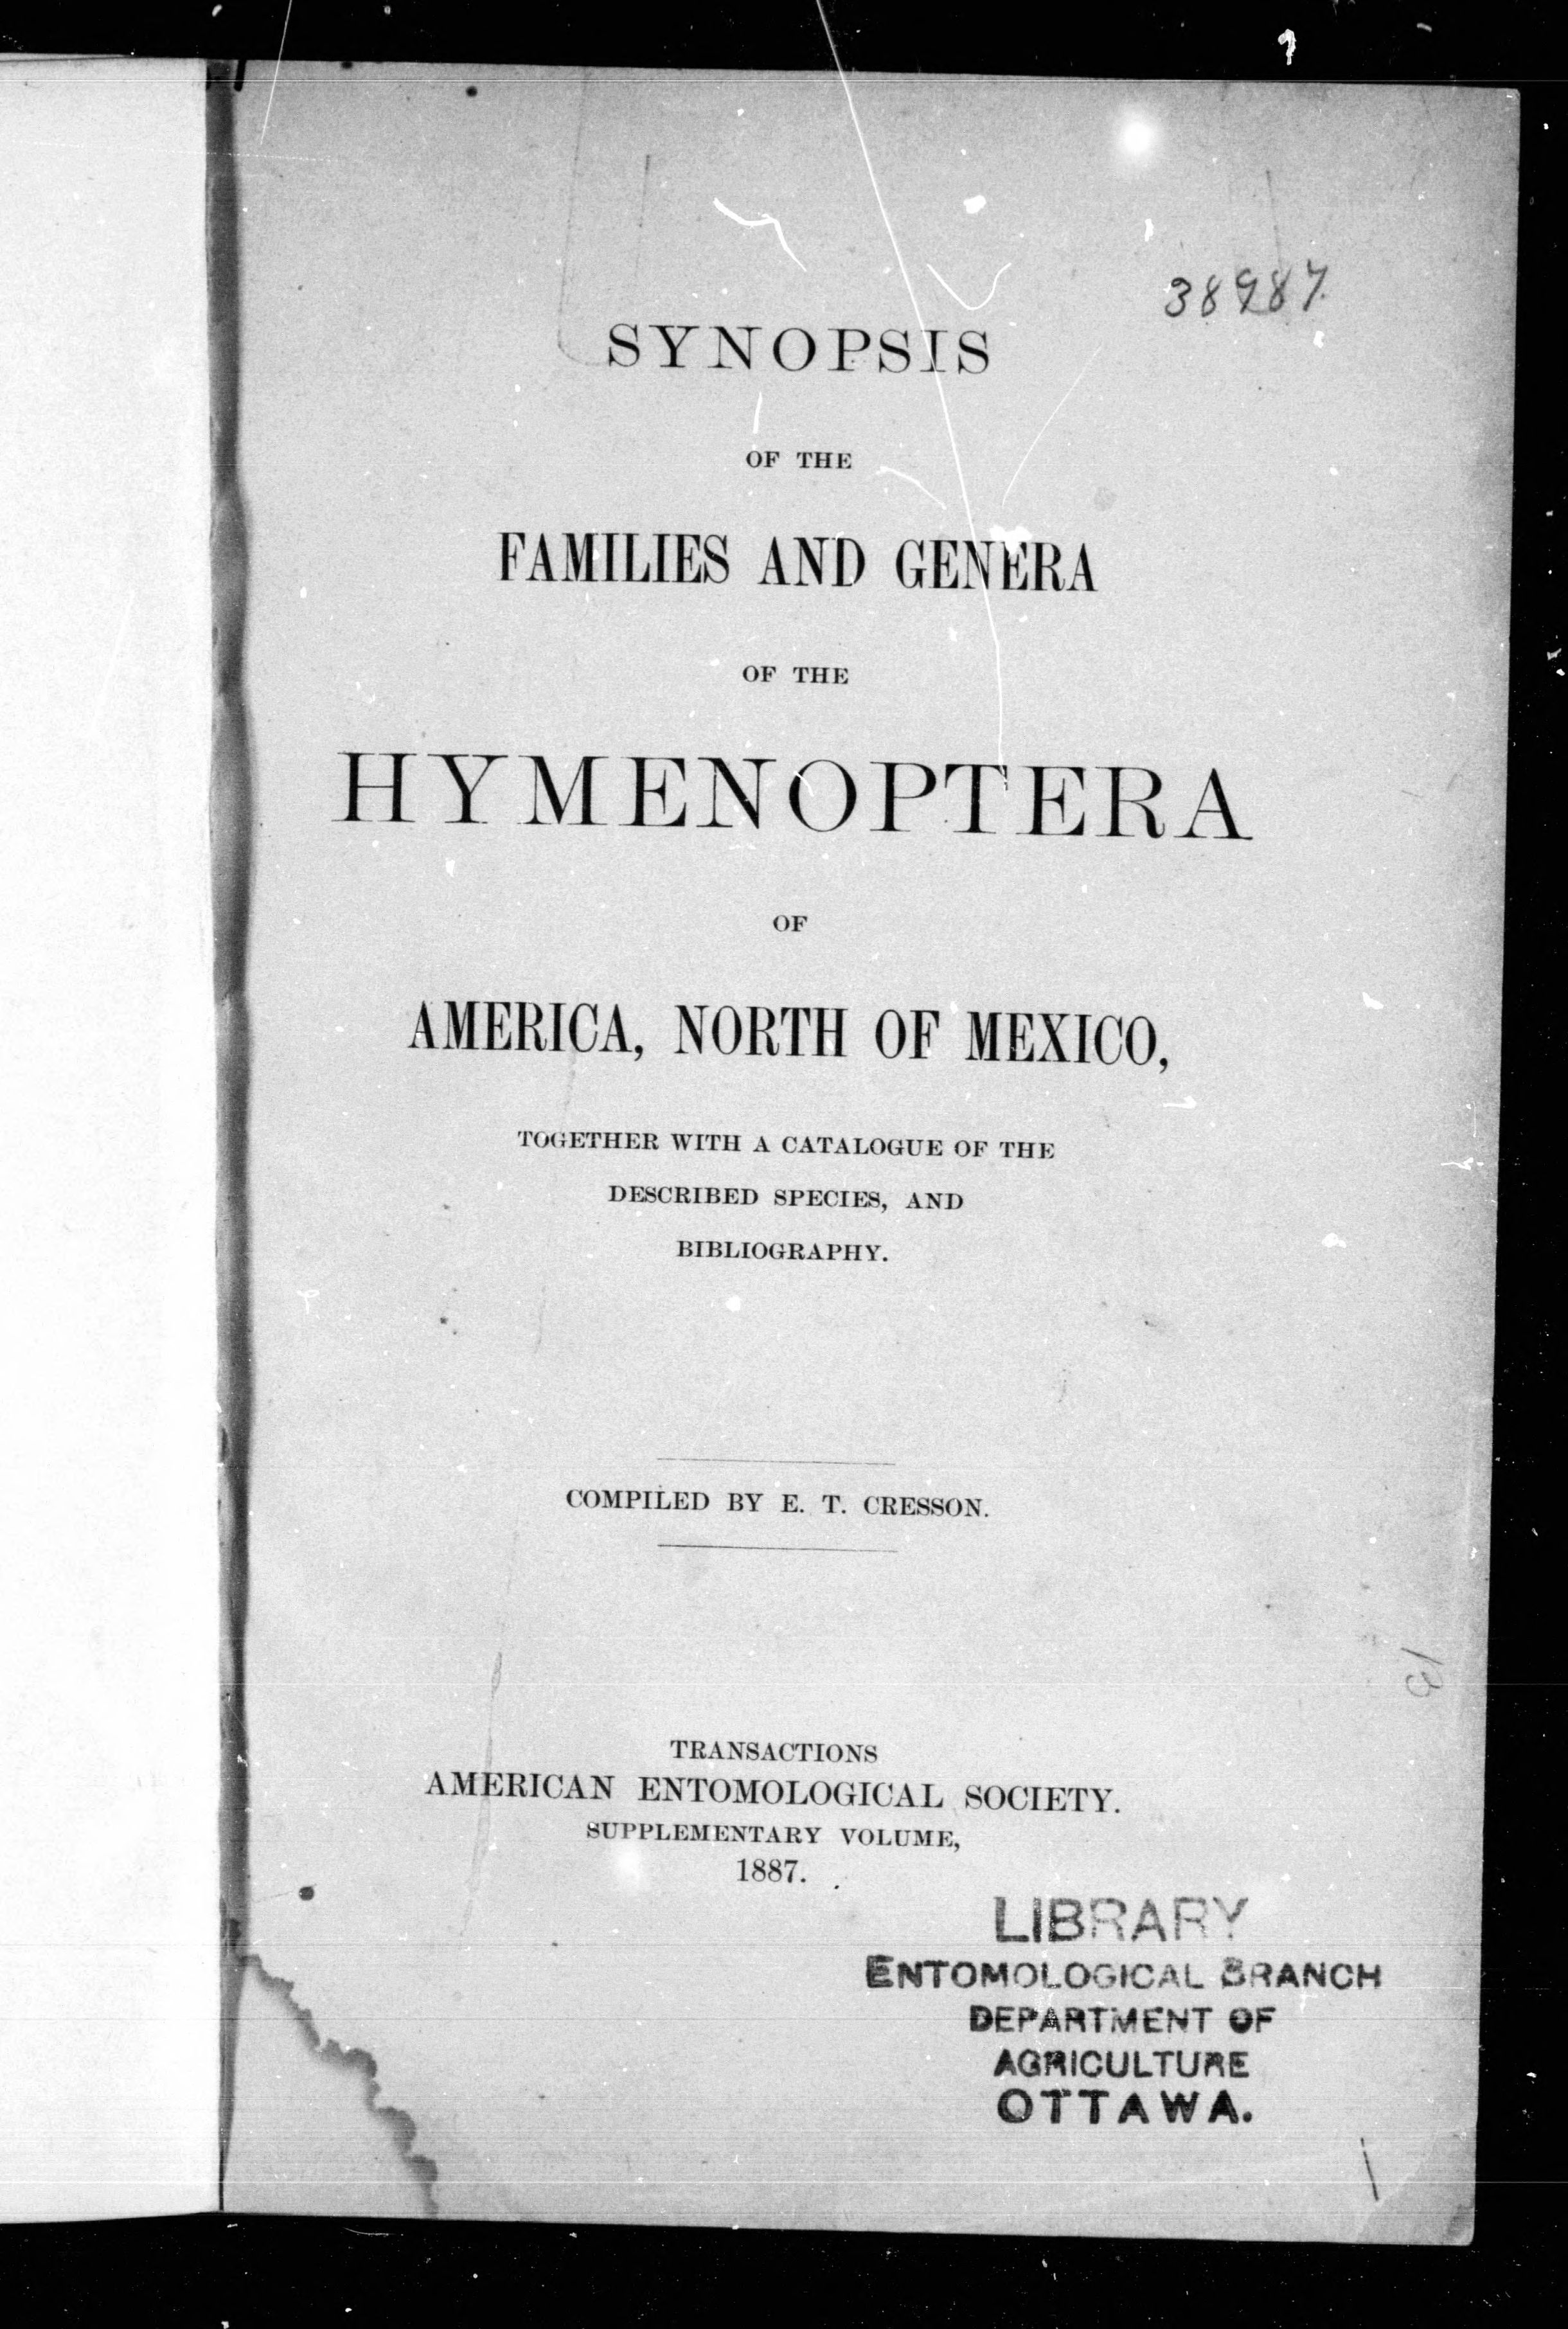 38987
SYNOPSIS
OF THE
FAMILIES AND GENERA
OF THE
HYMENOPTERA
OF
AMERICA, NORTH OF MEXICO,
TOGETHER WITH A CATALOGUE OF THE
DESCRIBED SPECIES, AND
BIBLIOGRAPHY.
COMPILED BY E. T. CRESSON.
TRANSACTIONS
AMERICAN ENTOMOLOGICAL SOCIETY.
SUPPLEMENTARY VOLUME,
1887.
LIBRARY
ENTOMOLOGICAL BRANCH
DEPARTMENT OF
AGRICULTURE
OTTAWA.